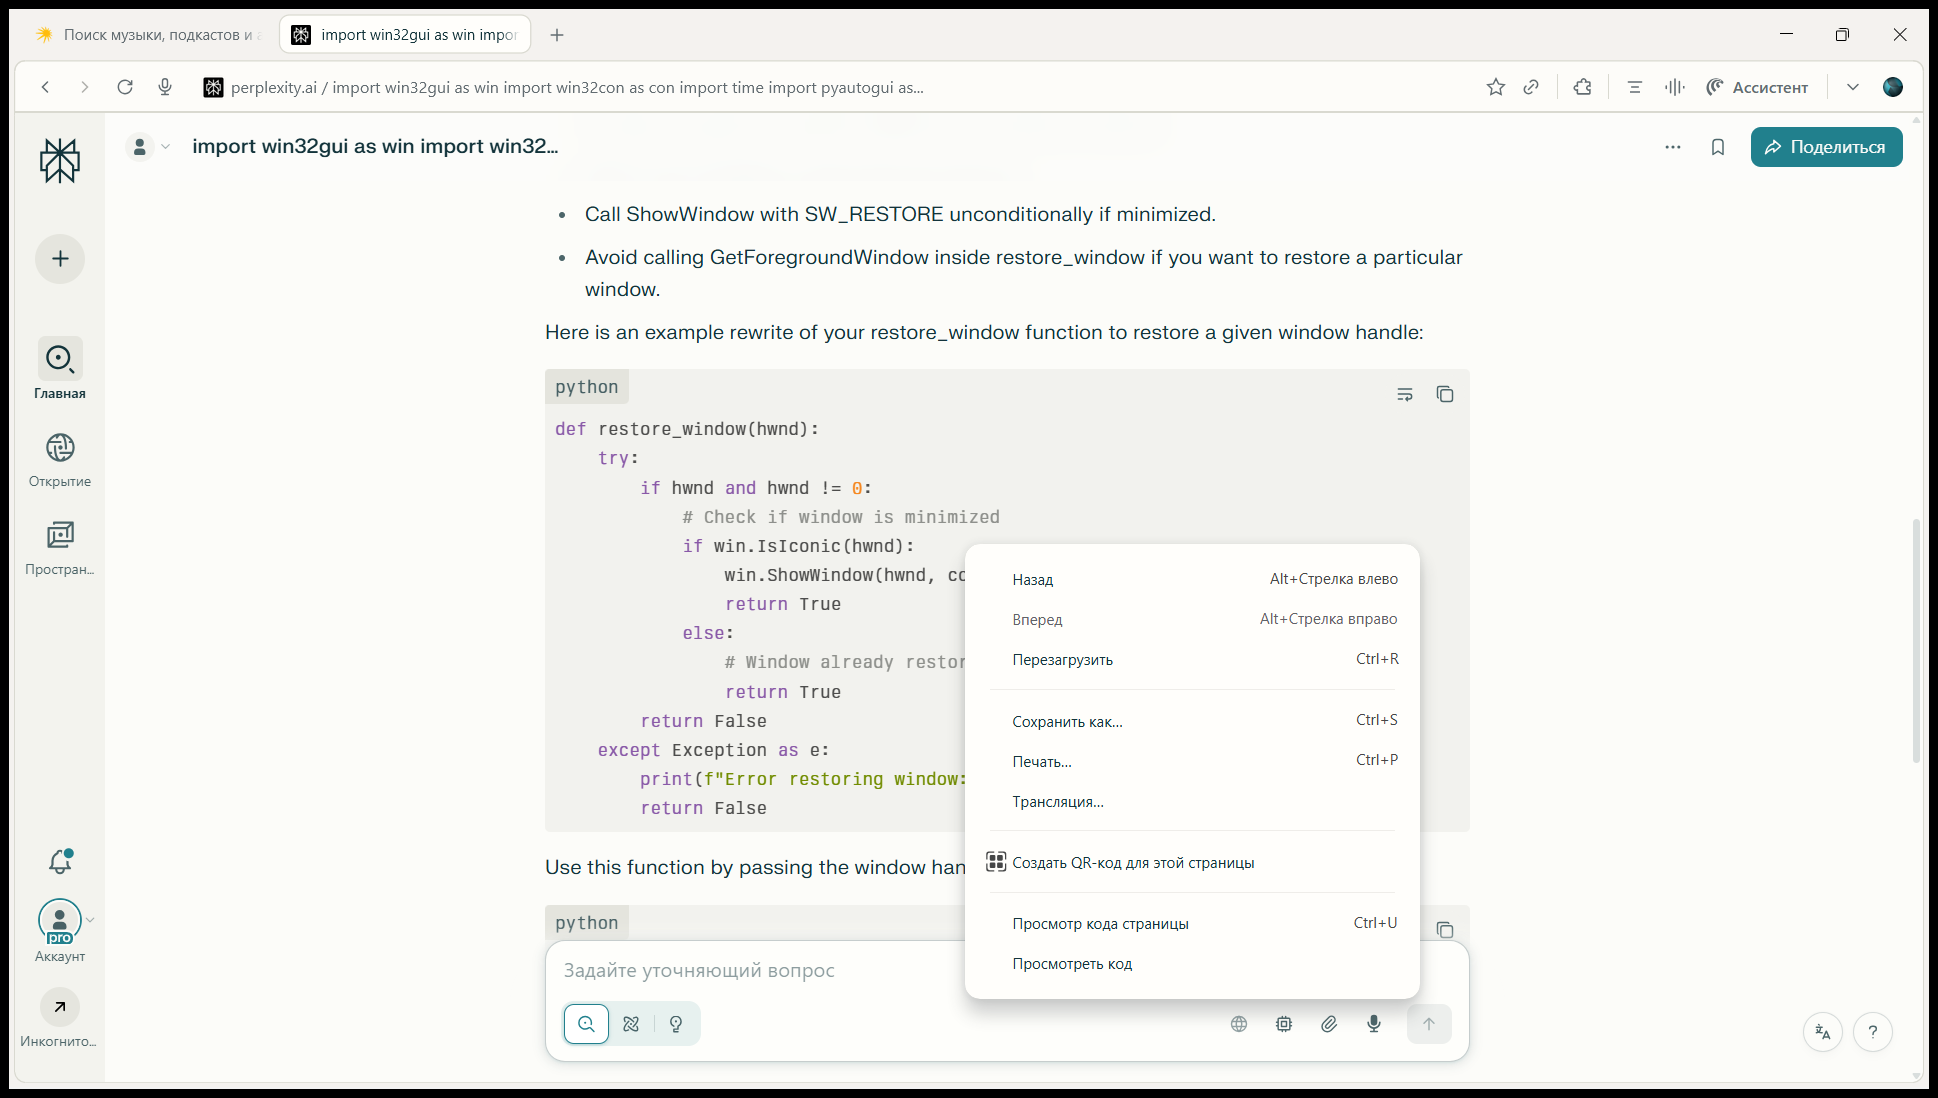 Поиск музыки, подкастов и
import win32gui as win impor
perplexity.ai / import win32gui as win import win32con as con import time import pyautogui as...
Ассистент
import win32gui as win import win32...
Поделиться
Главная
Открытие
Простран...
Аккаунт
pro
Инкогнито...
• Call ShowWindow with SW_RESTORE unconditionally if minimized.
• Avoid calling GetForegroundWindow inside restore_window if you want to restore a particular
window.
Here is an example rewrite of your restore_window function to restore a given window handle:
python
def restore_window(hwnd):
    try:
        if hwnd and hwnd != 0:
            # Check if window is minimized
            if win.IsIconic(hwnd):
                win.ShowWindow(hwnd, co
                return True
            else:
                # Window already restor
                return True
        return False
    except Exception as e:
        print(f"Error restoring window:
        return False
Use this function by passing the window han
python
Задайте уточняющий вопрос
Назад Alt+Стрелка влево
Вперед Alt+Стрелка вправо
Перезагрузить Ctrl+R
Сохранить как... Ctrl+S
Печать... Ctrl+P
Трансляция...
Создать QR-код для этой страницы
Просмотр кода страницы Ctrl+U
Просмотреть код
?